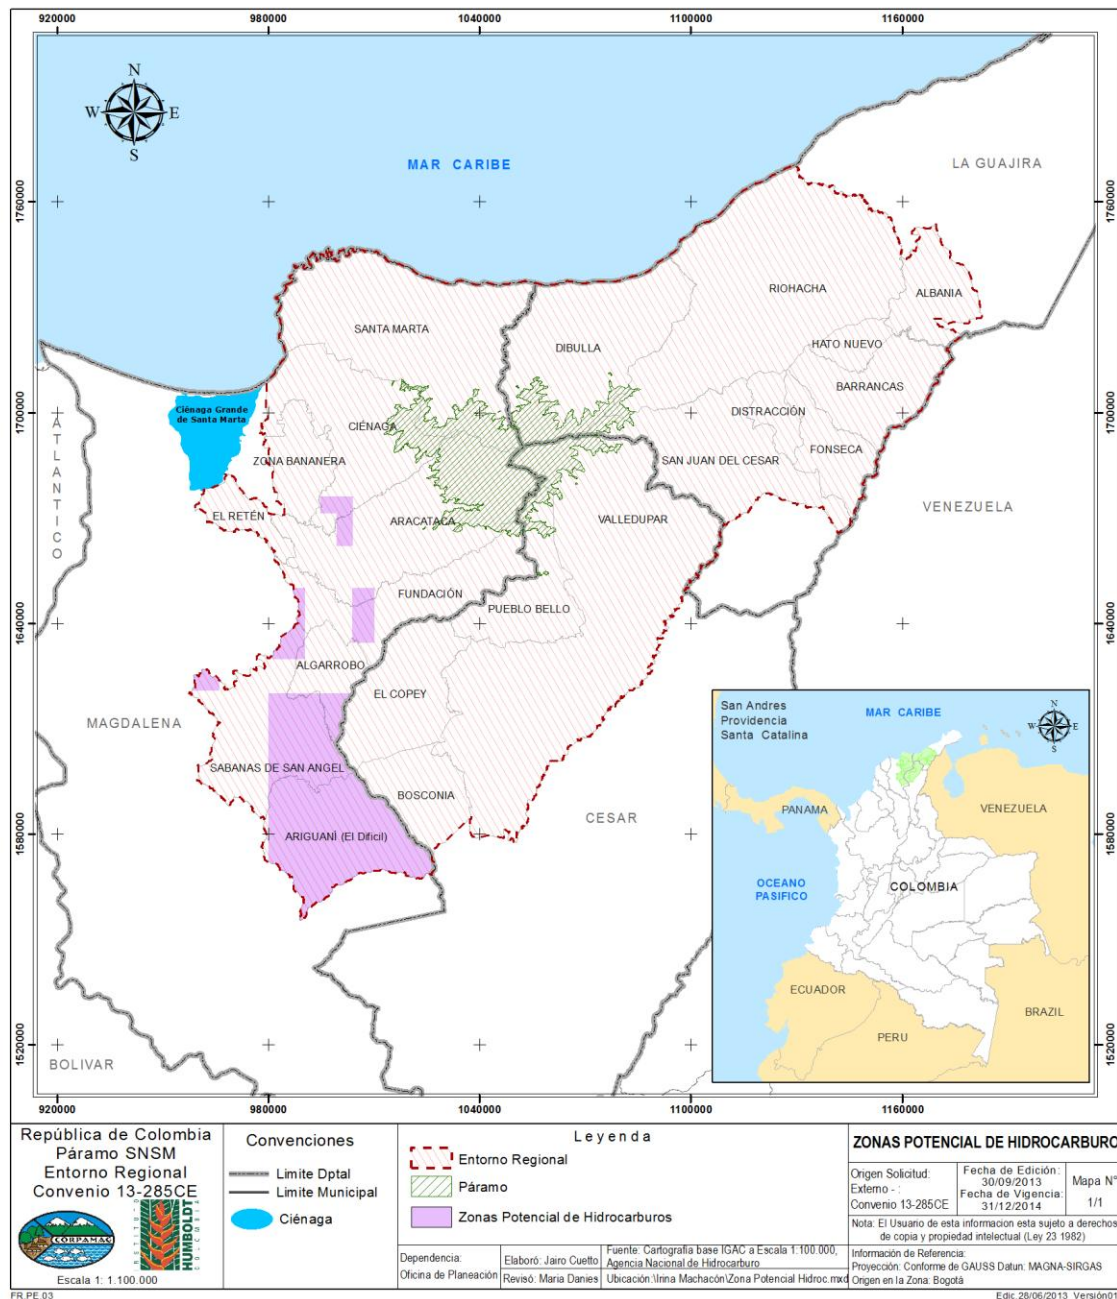 920000 980000 1040000 1100000 1160000
N
W E
S
MAR CARIBE
LA GUAJIRA
1760000 1760000
RIOHACHA
ALBANIA
SANTA MARTA
DIBULLA
HATO NUEVO
BARRANCAS
Ciénaga Grande
de Santa Marta
1700000 1700000
DISTRACCIÓN
CIÉNAGA
FONSECA
ZONA BANANERA
SAN JUAN DEL CESAR
ATLANTICO
VENEZUELA
EL RETÉN
ARACATACA
VALLEDUPAR
FUNDACIÓN
PUEBLO BELLO
1640000 1640000
ALGARROBO
EL COPEY
MAGDALENA
SABANAS DE SAN ANGEL
BOSCONIA
CESAR
1580000 1580000
ARIGUANÍ (El Dificil)
1520000 1520000
BOLIVAR
San Andres
Providencia
Santa Catalina
MAR CARIBE
N
W E
S
PANAMA
VENEZUELA
OCEANO
PASIFICO
COLOMBIA
ECUADOR
BRAZIL
PERU
920000 980000 1040000 1100000 1160000
República de Colombia
Páramo SNSM
Entorno Regional
Convenio 13-285CE
CORPAMAG
HUMBOLDT
Escala 1: 1.100.000
Convenciones
Limite Dptal
Limite Municipal
Ciénaga
Leyenda
Entorno Regional
Páramo
Zonas Potencial de Hidrocarburos
Dependencia:
Oficina de Planeación
Elaboró: Jairo Cuetto
Revisó: Maria Danies
Fuente: Cartografia base IGAC a Escala 1:100.000,
Agencia Nacional de Hidrocarburo
Ubicación:\Irina Machacón\Zona Potencial Hidroc.mxd
ZONAS POTENCIAL DE HIDROCARBURO
Origen Solicitud:
Externo - :
Convenio 13-285CE
Fecha de Edición:
30/09/2013
Fecha de Vigencia:
31/12/2014
Mapa N°
1/1
Nota: El Usuario de esta informacion esta sujeto a derechos
de copia y propiedad intelectual (Ley 23 1982)
Información de Referencia:
Proyección: Conforme de GAUSS Datun: MAGNA-SIRGAS
Origen en la Zona: Bogotá
FR.PE.03
Edic. 28/06/2013 Versión01